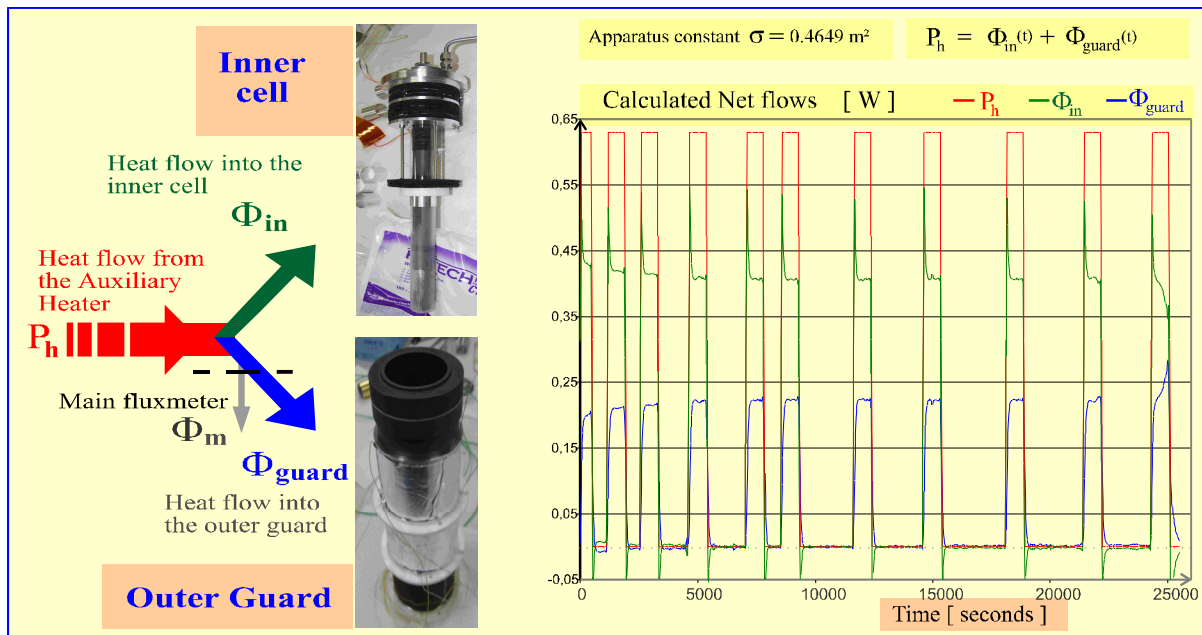 Inner
cell
Heat flow into the
inner cell
Φin
Heat flow from
the Auxiliary
Heater
Ph
Main fluxmeter
Φm
Φguard
Heat flow into
the outer guard
Outer Guard
Apparatus constant σ = 0.4649 m²
Ph = Φin(t) + Φguard(t)
Calculated Net flows [ W ]
Ph Φin Φguard
0,65
0,55
0,45
0,35
0,25
0,15
0,05
-0,05
0 5000 10000 15000 20000 25000
Time [ seconds ]